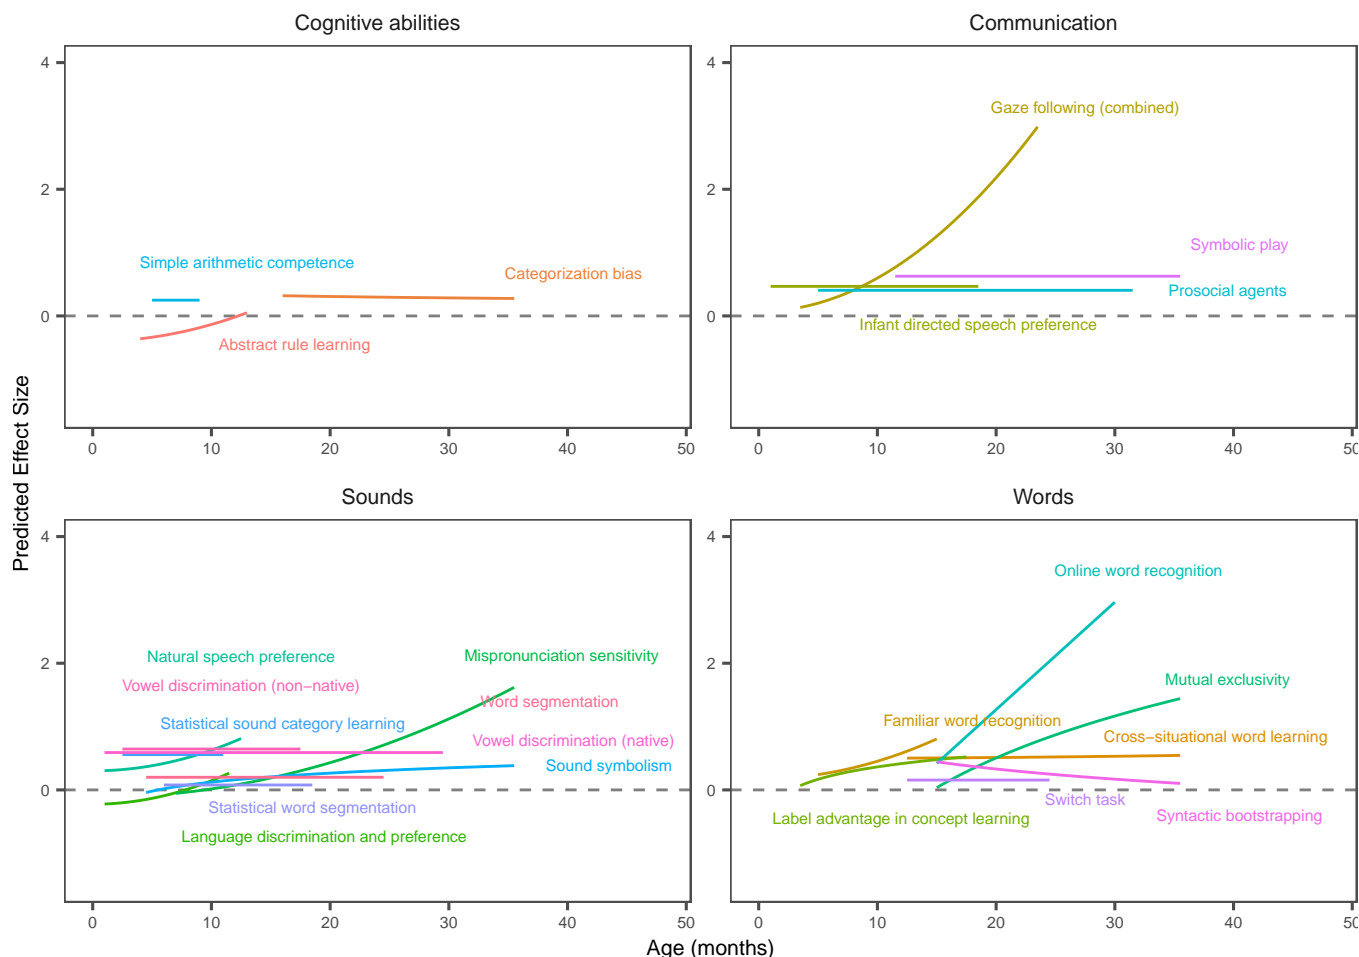 Cognitive abilities
Communication
4
2
0
Simple arithmetic competence
Categorization bias
Abstract rule learning
0 10 20 30 40 50
4
2
0
Gaze following (combined)
Symbolic play
Prosocial agents
Infant directed speech preference
0 10 20 30 40 50
Predicted Effect Size
Sounds
Words
4
2
0
Natural speech preference
Mispronunciation sensitivity
Vowel discrimination (non−native)
Word segmentation
Statistical sound category learning
Vowel discrimination (native)
Sound symbolism
Statistical word segmentation
Language discrimination and preference
0 10 20 30 40 50
4
2
0
Online word recognition
Mutual exclusivity
Familiar word recognition
Cross−situational word learning
Switch task
Label advantage in concept learning
Syntactic bootstrapping
0 10 20 30 40 50
Age (months)